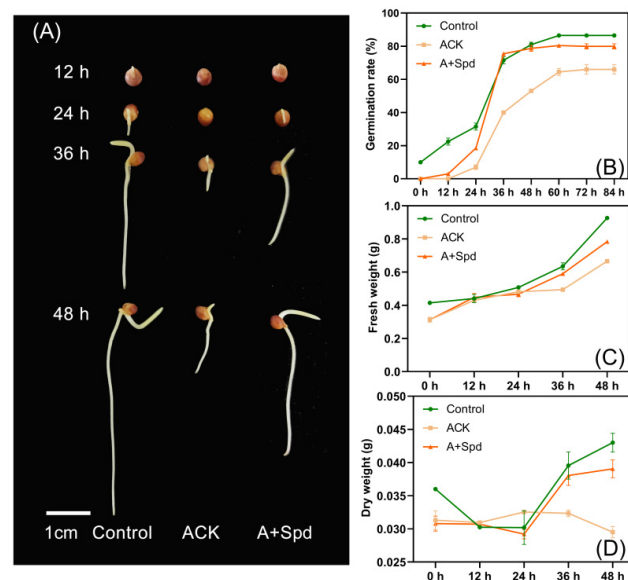 (A)
12 h
24 h
36 h
48 h
1cm Control ACK A+Spd
Control
ACK
A+Spd
Germination rate (%)
100
80
60
40
20
0
0 h 12 h 24 h 36 h 48 h 60 h 72 h 84 h
(B)
Control
ACK
A+Spd
Fresh weight (g)
1.0
0.8
0.6
0.4
0.2
0.0
0 h 12 h 24 h 36 h 48 h
(C)
Control
ACK
A+Spd
Dry weight (g)
0.050
0.045
0.040
0.035
0.030
0.025
0 h 12 h 24 h 36 h 48 h
(D)